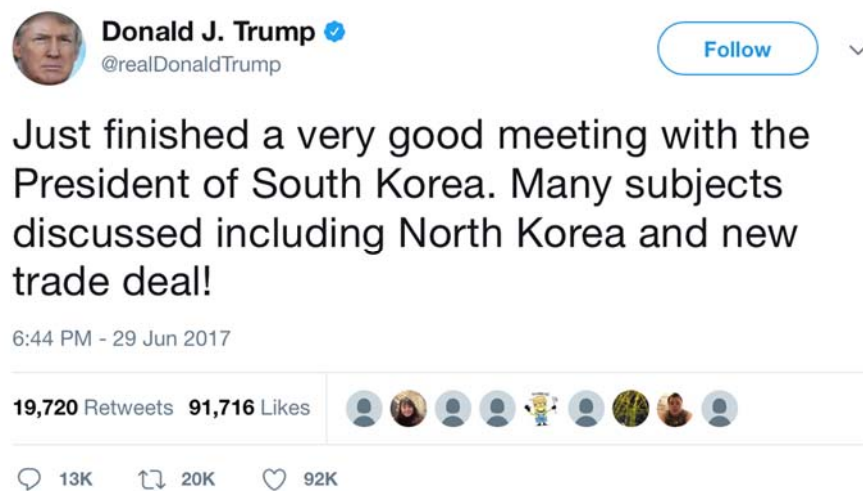 Donald J. Trump
@realDonaldTrump
Follow
Just finished a very good meeting with the
President of South Korea. Many subjects
discussed including North Korea and new
trade deal!
6:44 PM - 29 Jun 2017
19,720 Retweets 91,716 Likes
13K 20K 92K